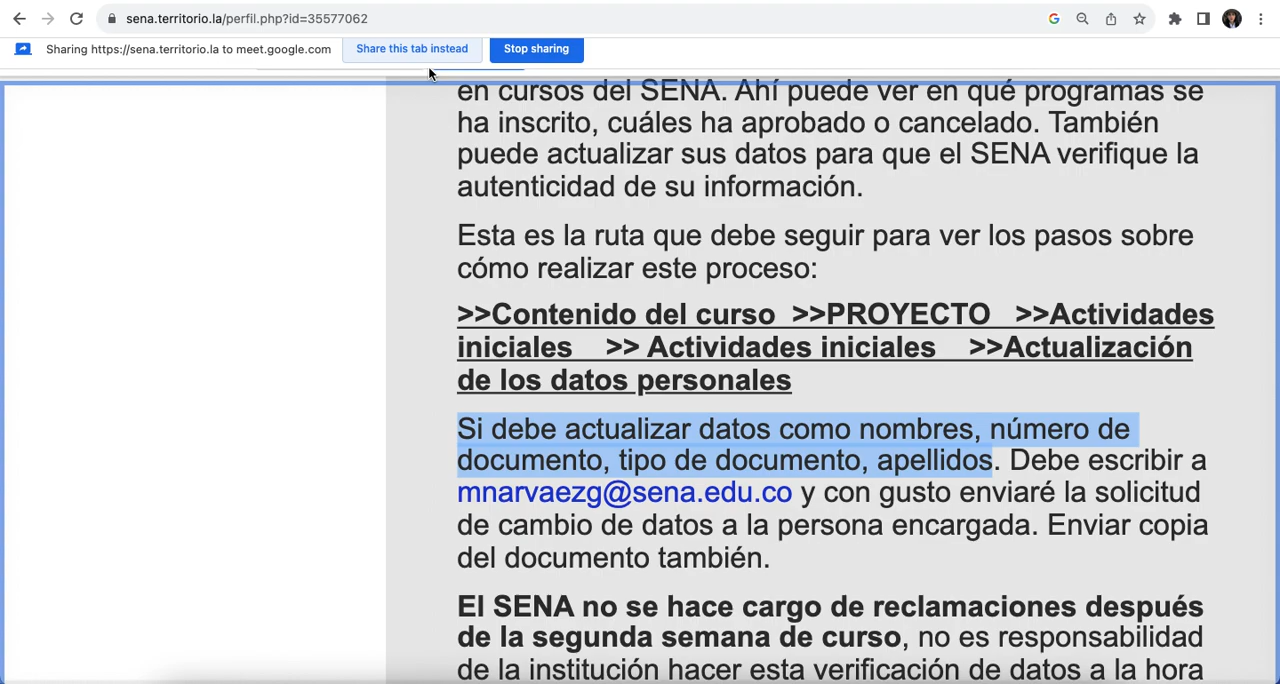 sena.territorio.la/perfil.php?id=35577062
Sharing https://sena.territorio.la to meet.google.com
Share this tab instead
Stop sharing
en cursos del SENA. Ahí puede ver en qué programas se
ha inscrito, cuáles ha aprobado o cancelado. También
puede actualizar sus datos para que el SENA verifique la
autenticidad de su información.
Esta es la ruta que debe seguir para ver los pasos sobre
cómo realizar este proceso:
>>Contenido del curso >>PROYECTO >>Actividades
iniciales >> Actividades iniciales >>Actualización
de los datos personales
Si debe actualizar datos como nombres, número de
documento, tipo de documento, apellidos. Debe escribir a
mnarvaezg@sena.edu.co y con gusto enviaré la solicitud
de cambio de datos a la persona encargada. Enviar copia
del documento también.
El SENA no se hace cargo de reclamaciones después
de la segunda semana de curso, no es responsabilidad
de la institución hacer esta verificación de datos a la hora